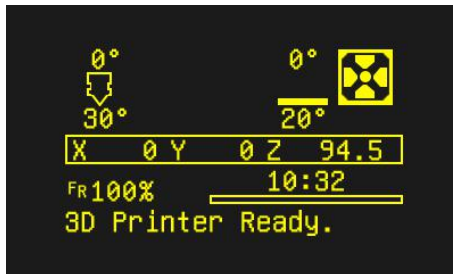 0° 0°
30° 20°
X 0 Y 0 Z 94.5
FR100% 10:32
3D Printer Ready.